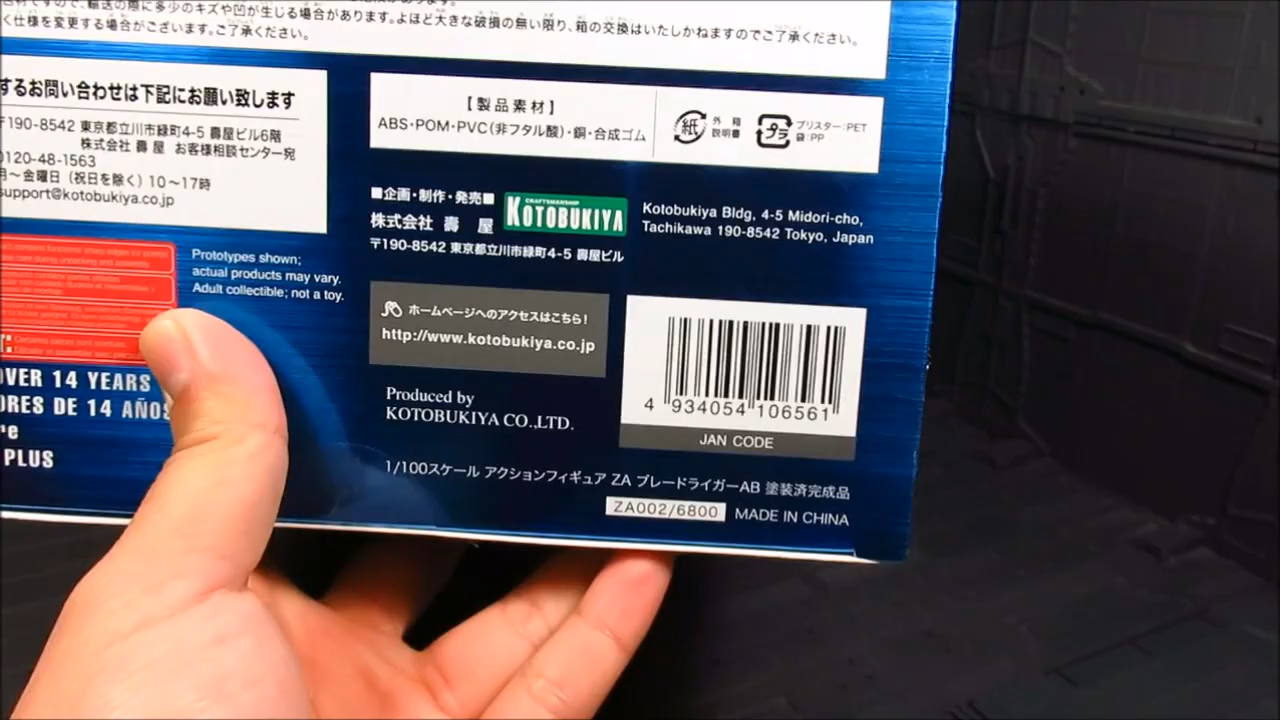 輸送の際に多少のキズや凹が生じる場合があります。よほど大きな破損の無い限り、箱の交換はいたしかねますのでご了承ください。
く仕様を変更する場合がございます。ご了承ください。
するお問い合わせは下記にお願い致します
〒190-8542 東京都立川市緑町4-5 壽屋ビル6階
株式会社 壽屋 お客様相談センター宛
0120-48-1563
月〜金曜日（祝日を除く）10〜17時
support@kotobukiya.co.jp
【製品素材】
ABS・POM・PVC(非フタル酸)・銅・合成ゴム
紙
外箱
説明書
プラ
ブリスター:PET
袋:PP
■企画・制作・発売■
株式会社 壽 屋
CRAFTSMANSHIP
KOTOBUKIYA
〒190-8542 東京都立川市緑町4-5 壽屋ビル
Kotobukiya Bldg, 4-5 Midori-cho,
Tachikawa 190-8542 Tokyo, Japan
Prototypes shown;
actual products may vary.
Adult collectible; not a toy.
ホームページへのアクセスはこちら!
http://www.kotobukiya.co.jp
OVER 14 YEARS
ORES DE 14 AÑOS
re
PLUS
Produced by
KOTOBUKIYA CO.,LTD.
4 934054 106561
JAN CODE
1/100スケール アクションフィギュア ZA ブレードライガーAB 塗装済完成品
ZA002/6800 MADE IN CHINA